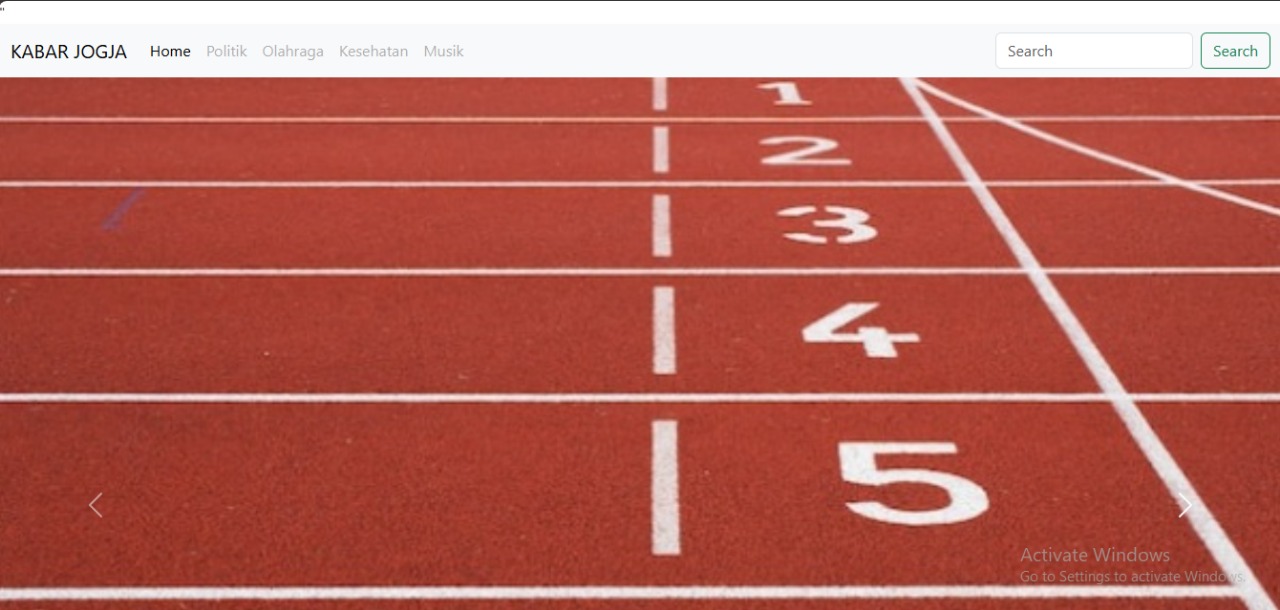 "
KABAR JOGJA Home Politik Olahraga Kesehatan Musik Search Search
1
2
3
4
5
Activate Windows
Go to Settings to activate Windows.